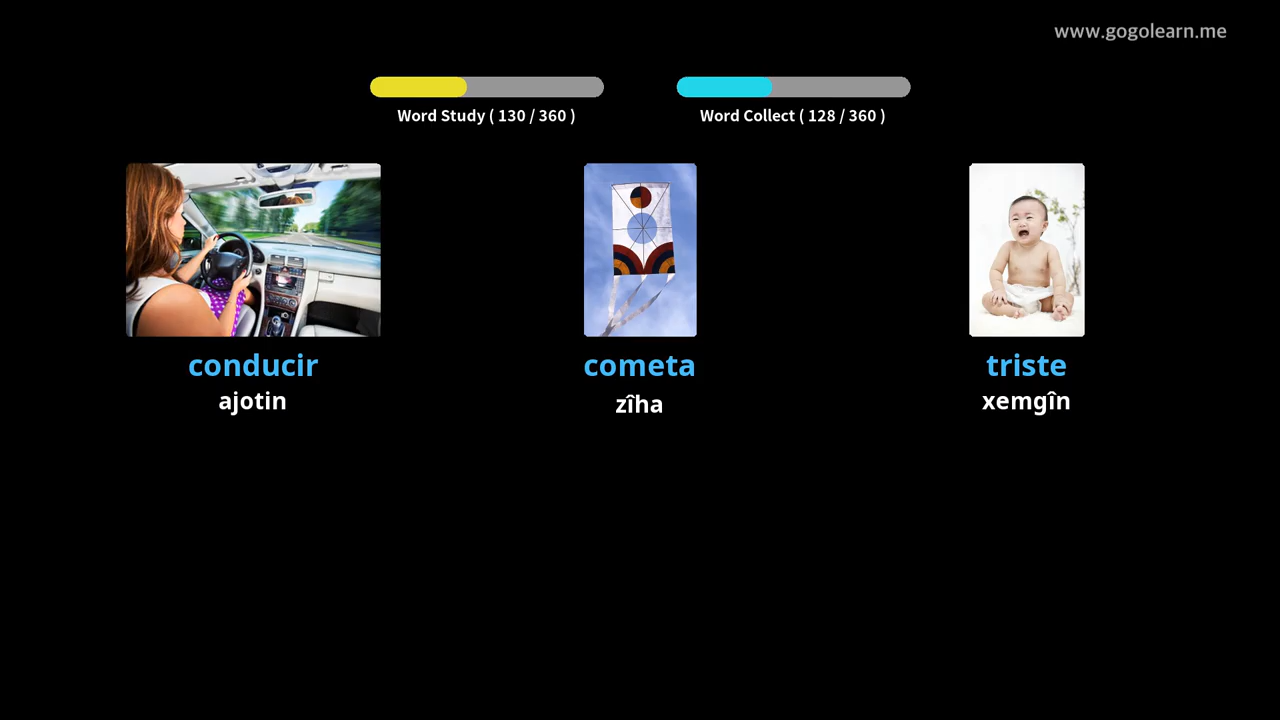 www.gogolearn.me
Word Study ( 130 / 360 )
Word Collect ( 128 / 360 )
conducir
ajotin
cometa
zîha
triste
xemgîn